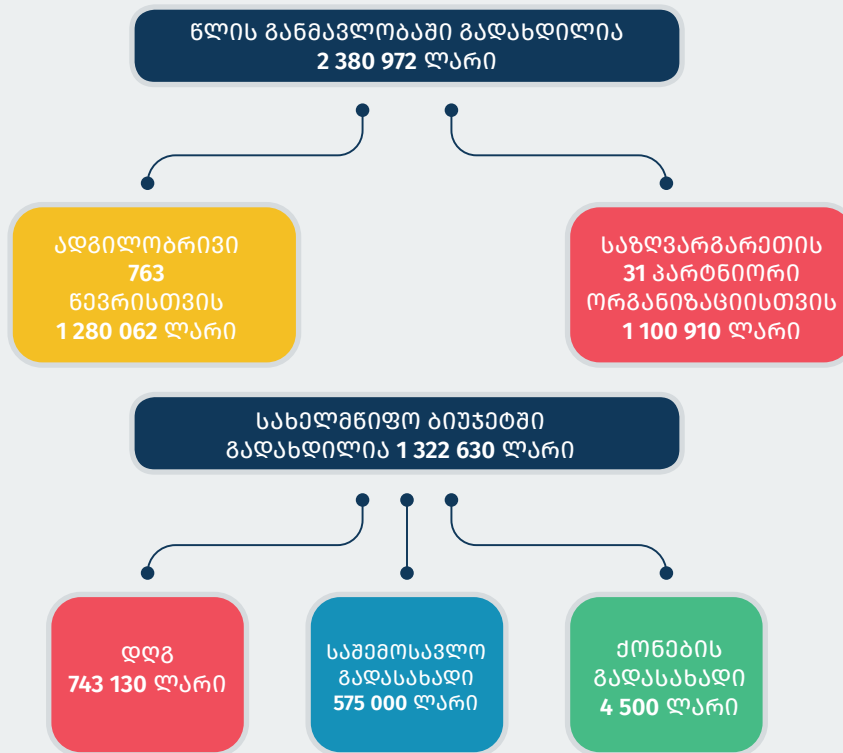 წლის განმავლობაში გადახდილია
2 380 972 ლარი
ადგილობრივი
763
წევრისთვის
1 280 062 ლარი
საზღვარგარეთის
31 პარტნიორი
ორგანიზაციისთვის
1 100 910 ლარი
სახელმწიფო ბიუჯეტში
გადახდილია 1 322 630 ლარი
დღგ
743 130 ლარი
საშემოსავლო
გადასახადი
575 000 ლარი
ქონების
გადასახადი
4 500 ლარი